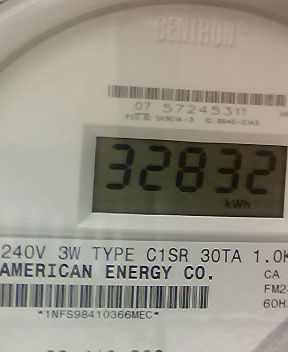 CENTRON
07 57245311
32832
kWh
240V 3W TYPE C1SR 30TA 1.0K
AMERICAN ENERGY CO.
CA
FM2
60H
*1NFS98410366MEC*